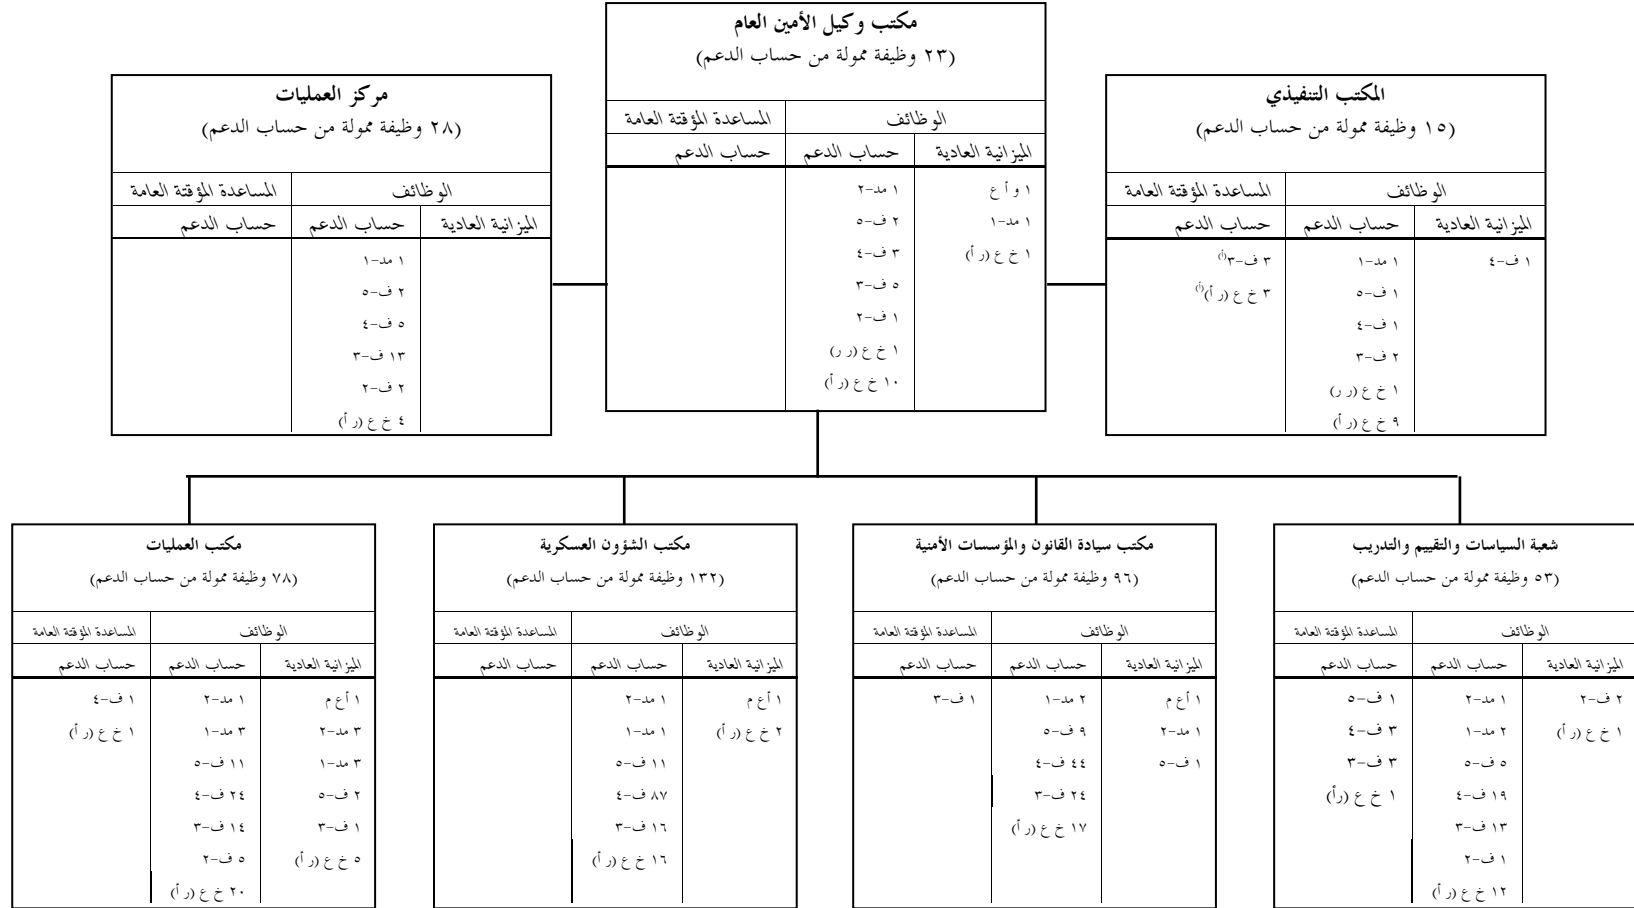 مكتب وكيل الأمين العام
(٢٣ وظيفة ممولة من حساب الدعم)
الوظائف
المساعدة المؤقتة العامة
الميزانية العادية
حساب الدعم
حساب الدعم
١ و أ ع
١ مد-٢
١ مد-١
٢ ف-٥
١ خ ع (ر أ)
٣ ف-٤
٥ ف-٣
١ ف-٢
١ خ ع (ر ر)
١٠ خ ع (ر أ)
المكتب التنفيذي
(١٥ وظيفة ممولة من حساب الدعم)
الوظائف
المساعدة المؤقتة العامة
الميزانية العادية
حساب الدعم
حساب الدعم
١ ف-٤
١ مد-١
٣ ف-٣(أ)
١ ف-٥
٣ خ ع (ر أ)(أ)
١ ف-٤
٢ ف-٣
١ خ ع (ر ر)
٩ خ ع (ر أ)
مركز العمليات
(٢٨ وظيفة ممولة من حساب الدعم)
الوظائف
المساعدة المؤقتة العامة
الميزانية العادية
حساب الدعم
حساب الدعم
١ مد-١
٢ ف-٥
٥ ف-٤
١٣ ف-٣
٢ ف-٢
٤ خ ع (ر أ)
شعبة السياسات والتقييم والتدريب
(٥٣ وظيفة ممولة من حساب الدعم)
الوظائف
المساعدة المؤقتة العامة
الميزانية العادية
حساب الدعم
حساب الدعم
٢ ف-٢
١ مد-٢
١ ف-٥
١ خ ع (ر أ)
٢ مد-١
٣ ف-٤
٥ ف-٥
٣ ف-٣
١٩ ف-٤
١ خ ع (رأ)
١٣ ف-٣
١ ف-٢
١٢ خ ع (ر أ)
مكتب سيادة القانون والمؤسسات الأمنية
(٩٦ وظيفة ممولة من حساب الدعم)
الوظائف
المساعدة المؤقتة العامة
الميزانية العادية
حساب الدعم
حساب الدعم
١ أ ع م
٢ مد-١
١ ف-٣
١ مد-٢
٩ ف-٥
١ ف-٥
٤٤ ف-٤
٢٤ ف-٣
١٧ خ ع (ر أ)
مكتب الشؤون العسكرية
(١٣٢ وظيفة ممولة من حساب الدعم)
الوظائف
المساعدة المؤقتة العامة
الميزانية العادية
حساب الدعم
حساب الدعم
١ أ ع م
١ مد-٢
٢ خ ع (ر أ)
١ مد-١
١١ ف-٥
٨٧ ف-٤
١٦ ف-٣
١٦ خ ع (ر أ)
مكتب العمليات
(٧٨ وظيفة ممولة من حساب الدعم)
الوظائف
المساعدة المؤقتة العامة
الميزانية العادية
حساب الدعم
حساب الدعم
١ أ ع م
١ مد-٢
١ ف-٤
٣ مد-٢
٣ مد-١
١ خ ع (ر أ)
٣ مد-١
١١ ف-٥
٢ ف-٥
٢٤ ف-٤
١ ف-٣
١٤ ف-٣
٥ خ ع (ر أ)
٥ ف-٢
٢٠ خ ع (ر أ)